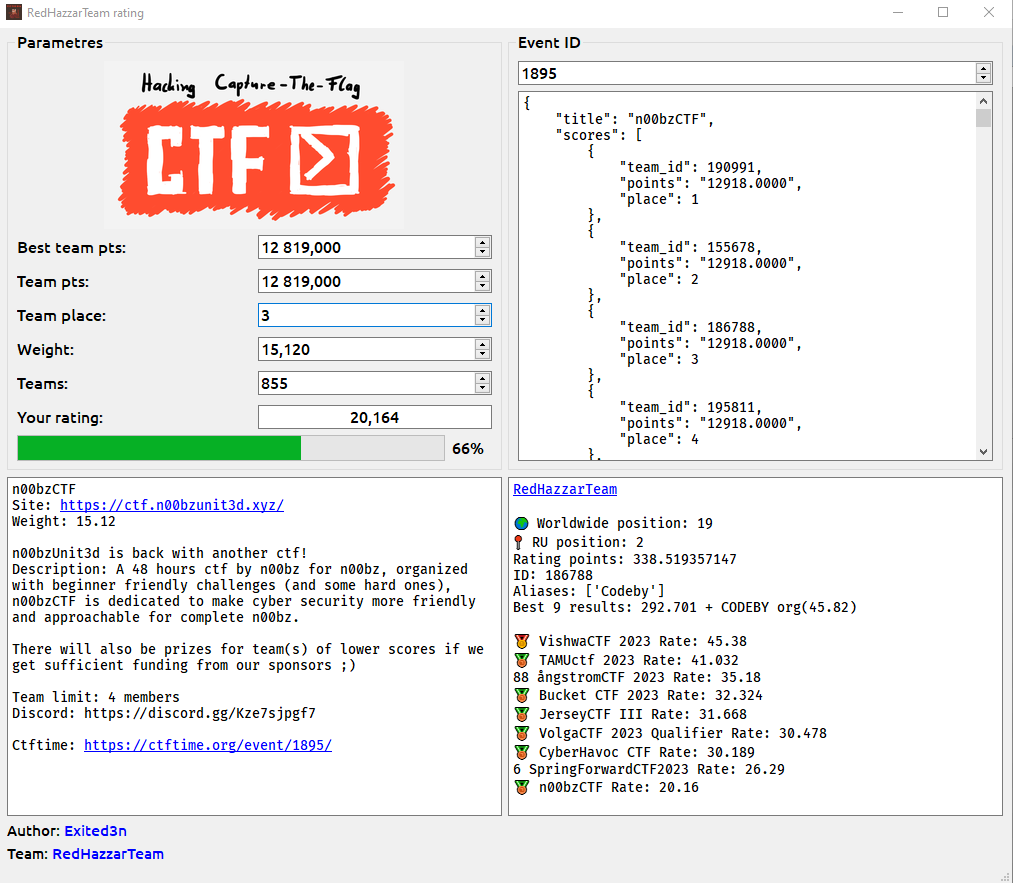 RedHazzarTeam rating
Parametres
Hacking Capture-The-Flag
CTF
Best team pts:
12 819,000
Team pts:
12 819,000
Team place:
3
Weight:
15,120
Teams:
855
Your rating:
20,164
66%
Event ID
1895
{
"title": "n00bzCTF",
"scores": [
{
"team_id": 190991,
"points": "12918.0000",
"place": 1
},
{
"team_id": 155678,
"points": "12918.0000",
"place": 2
},
{
"team_id": 186788,
"points": "12918.0000",
"place": 3
},
{
"team_id": 195811,
"points": "12918.0000",
"place": 4
},
n00bzCTF
Site: https://ctf.n00bzunit3d.xyz/
Weight: 15.12
n00bzUnit3d is back with another ctf!
Description: A 48 hours ctf by n00bz for n00bz, organized
with beginner friendly challenges (and some hard ones),
n00bzCTF is dedicated to make cyber security more friendly
and approachable for complete n00bz.
There will also be prizes for team(s) of lower scores if we
get sufficient funding from our sponsors ;)
Team limit: 4 members
Discord: https://discord.gg/Kze7sjpgf7
Ctftime: https://ctftime.org/event/1895/
RedHazzarTeam
Worldwide position: 19
RU position: 2
Rating points: 338.519357147
ID: 186788
Aliases: ['Codeby']
Best 9 results: 292.701 + CODEBY org(45.82)
VishwaCTF 2023 Rate: 45.38
TAMUctf 2023 Rate: 41.032
88 ångstromCTF 2023 Rate: 35.18
Bucket CTF 2023 Rate: 32.324
JerseyCTF III Rate: 31.668
VolgaCTF 2023 Qualifier Rate: 30.478
CyberHavoc CTF Rate: 30.189
6 SpringForwardCTF2023 Rate: 26.29
n00bzCTF Rate: 20.16
Author: Exited3n
Team: RedHazzarTeam